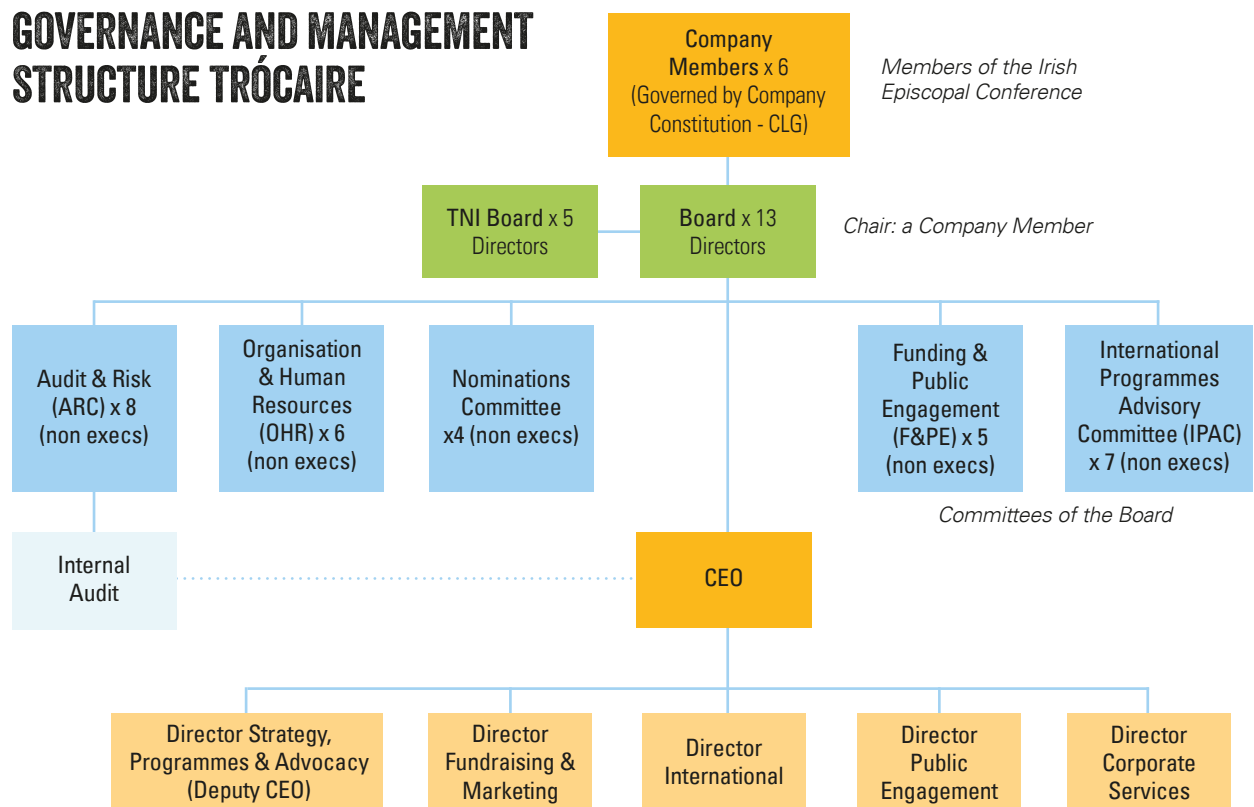 GOVERNANCE AND MANAGEMENT
STRUCTURE TRÓCAIRE
Company
Members x 6
(Governed by Company
Constitution - CLG)
Members of the Irish
Episcopal Conference
TNI Board x 5
Directors
Board x 13
Directors
Chair: a Company Member
Audit & Risk
(ARC) x 8
(non execs)
Organisation
& Human
Resources
(OHR) x 6
(non execs)
Nominations
Committee
x4 (non execs)
Funding &
Public
Engagement
(F&PE) x 5
(non execs)
International
Programmes
Advisory
Committee (IPAC)
x 7 (non execs)
Committees of the Board
Internal
Audit
CEO
Director Strategy,
Programmes & Advocacy
(Deputy CEO)
Director
Fundraising &
Marketing
Director
International
Director
Public
Engagement
Director
Corporate
Services